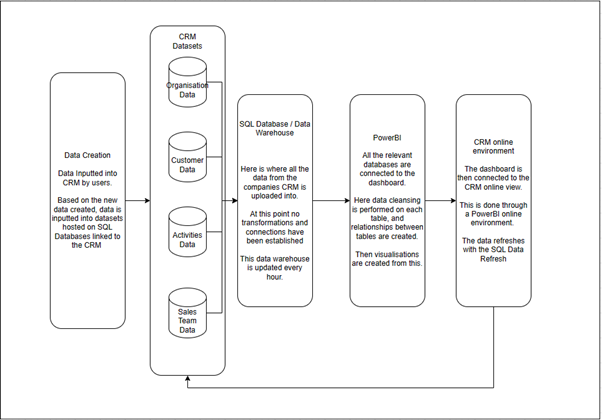 Data Creation
Data Inputted into
CRM by users.
Based on the new
data created, data is
inputted into datasets
hosted on SQL
Databases linked to
the CRM
CRM
Datasets
Organisation
Data
Customer
Data
Activities
Data
Sales
Team
Data
SQL Database / Data
Warehouse
Here is where all the
data from the
companies CRM is
uploaded into.
At this point no
transformations and
connections have
been established
This data warehouse
is updated every
hour.
PowerBI
All the relevant
databases are
connected to the
dashboard.
Here data cleansing
is performed on each
table, and
relationships between
tables are created.
Then visualisations
are created from this.
CRM online
environment
The dashboard is
then connected to the
CRM online view.
This is done through
a PowerBI online
environment.
The data refreshes
with the SQL Data
Refresh